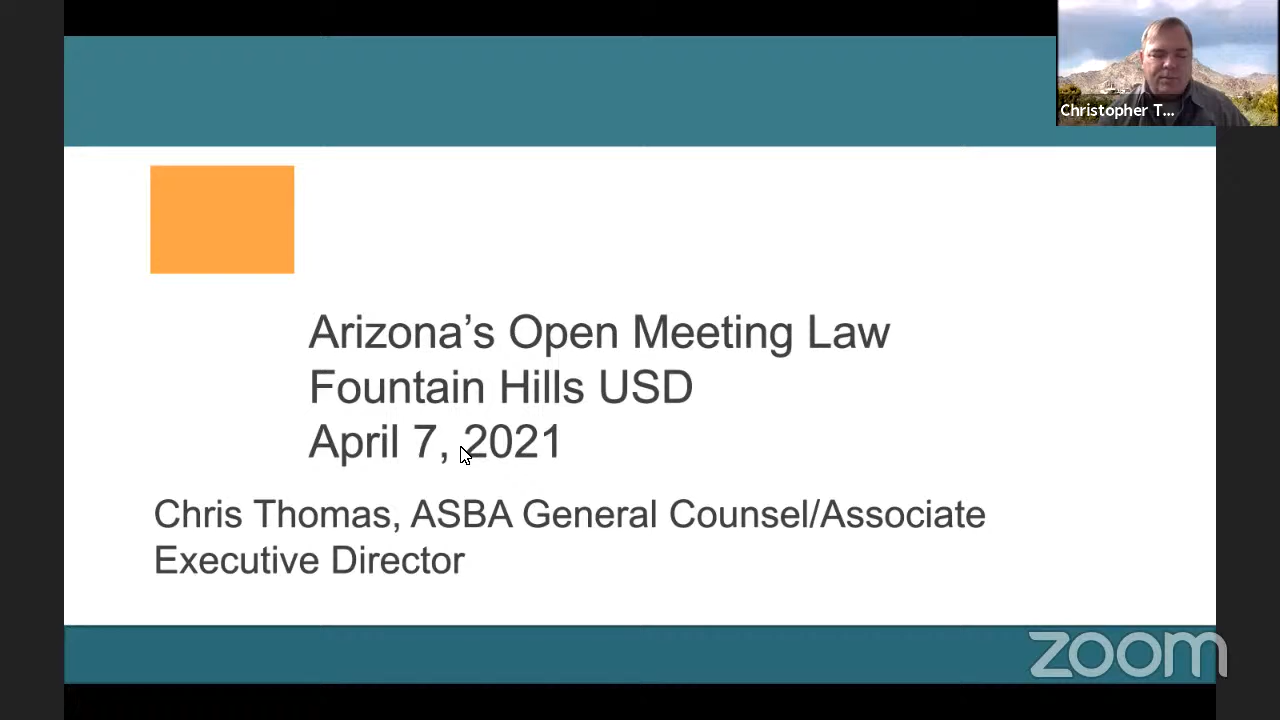 Christopher T...
Arizona’s Open Meeting Law
Fountain Hills USD
April 7, 2021
Chris Thomas, ASBA General Counsel/Associate
Executive Director
zoom